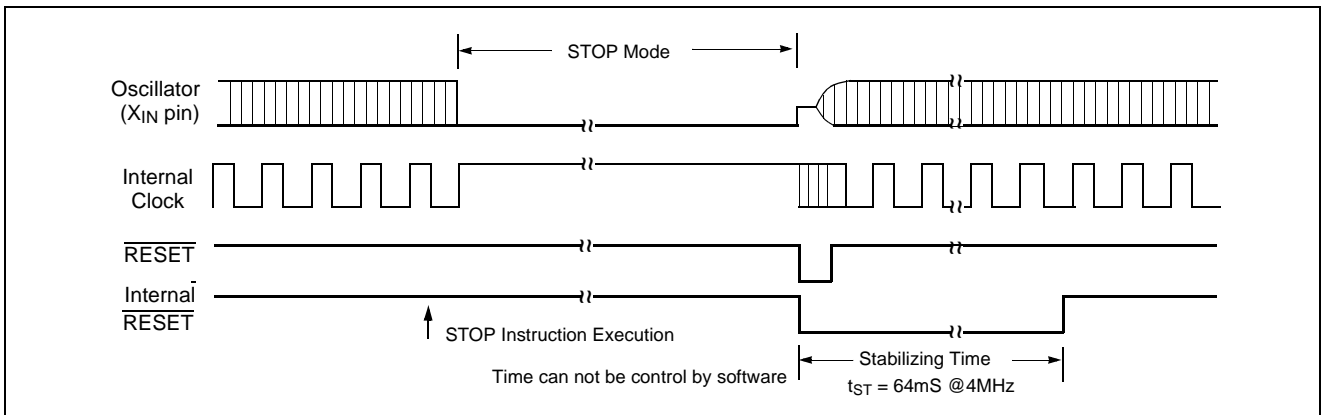 STOP Mode
Oscillator
(XIN pin)
Internal
Clock
RESET
Internal
RESET
STOP Instruction Execution
Time can not be control by software
Stabilizing Time
tST = 64mS @4MHz